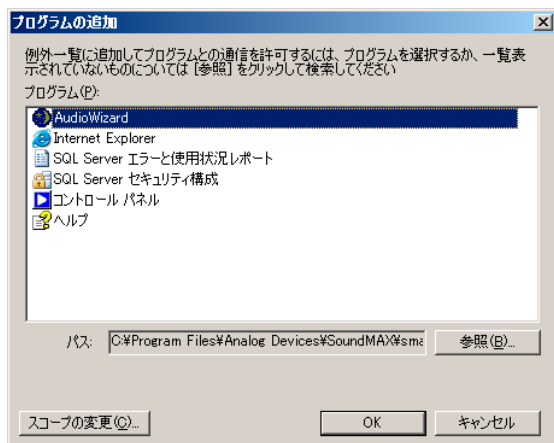 プログラムの追加
例外一覧に追加してプログラムとの通信を許可するには、プログラムを選択するか、一覧表
示されていないものについては [参照] をクリックして検索してください
プログラム(P):
AudioWizard
Internet Explorer
SQL Server エラーと使用状況レポート
SQL Server セキュリティ構成
コントロール パネル
ヘルプ
パス: C:¥Program Files¥Analog Devices¥SoundMAX¥sma 参照(B)...
スコープの変更(C)... OK キャンセル